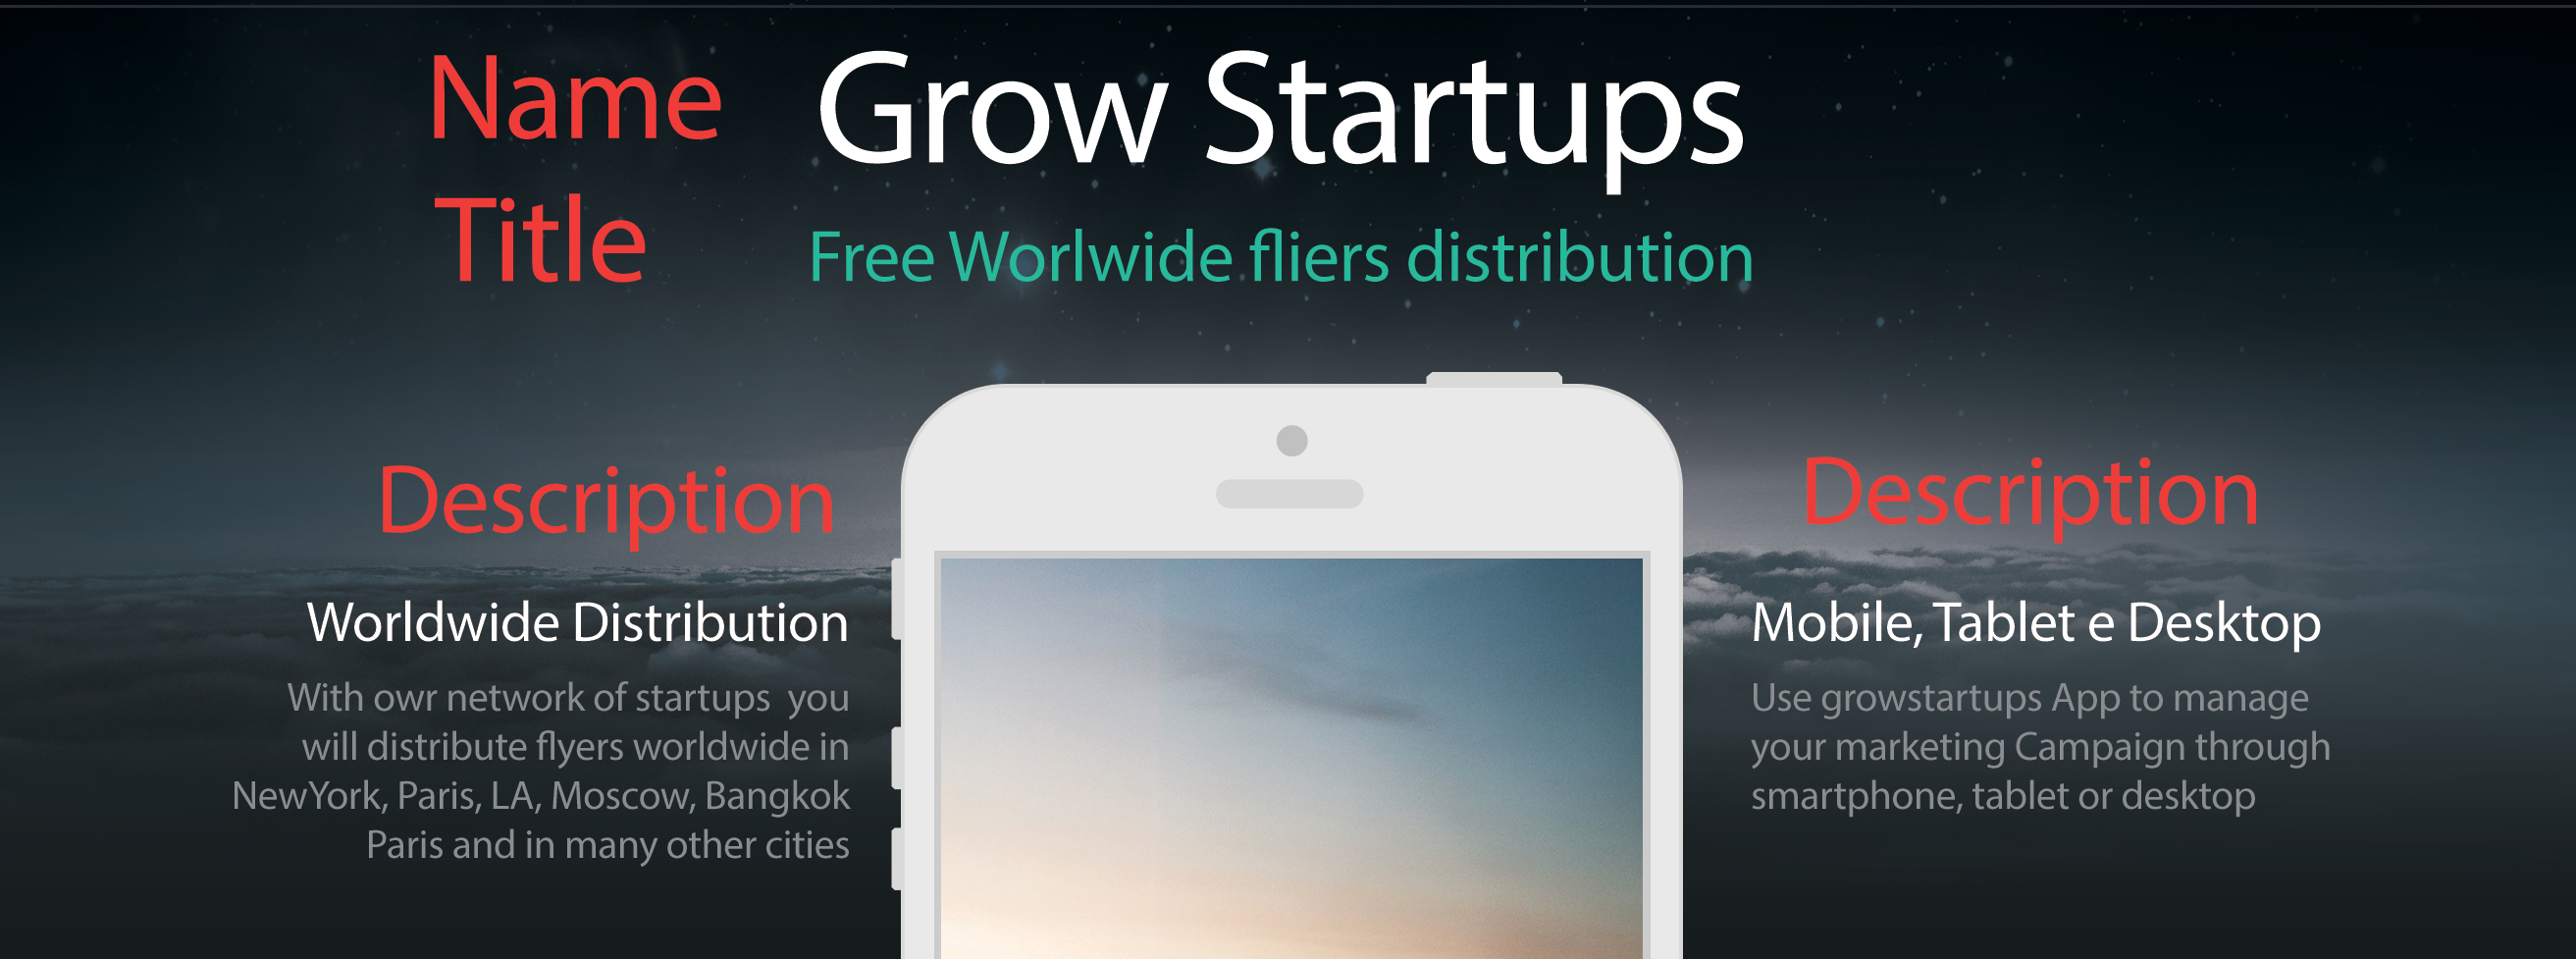 Name
Grow Startups
Title
Free Worlwide fliers distribution
Description
Worldwide Distribution
With owr network of startups  you
will distribute flyers worldwide in
NewYork, Paris, LA, Moscow, Bangkok
Paris and in many other cities
Description
Mobile, Tablet e Desktop
Use growstartups App to manage
your marketing Campaign through
smartphone, tablet or desktop